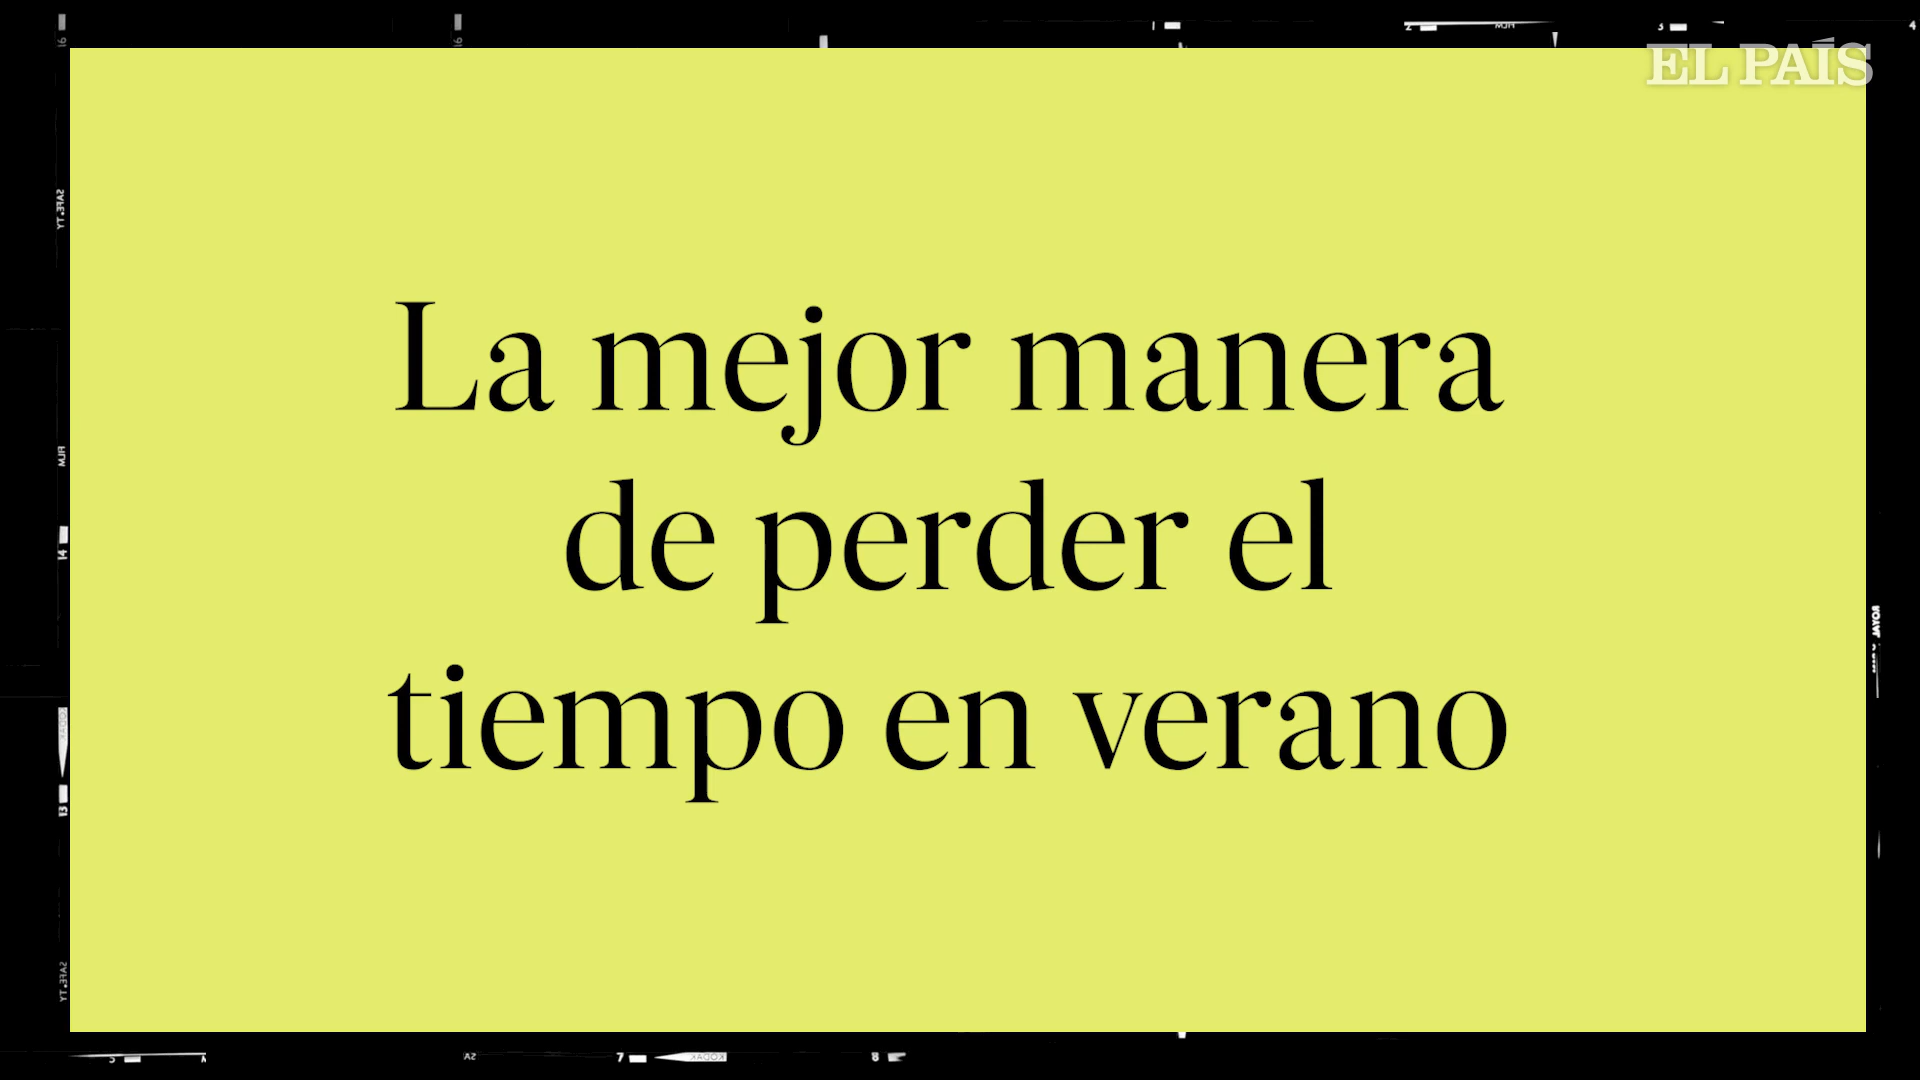 EL PAÍS
La mejor manera
de perder el
tiempo en verano